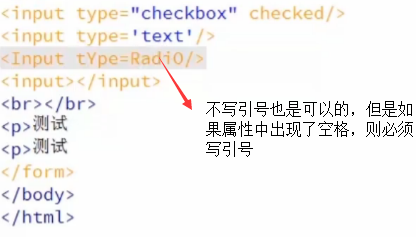 <input type="checkbox" checked/>
<input type='text'/>
<Input tYpe=RadiO/>
<input></input>
<br></br>
<p>测试
<p>测试
</form>
</body>
</html>
不写引号也是可以的，但是如
果属性中出现了空格，则必须
写引号